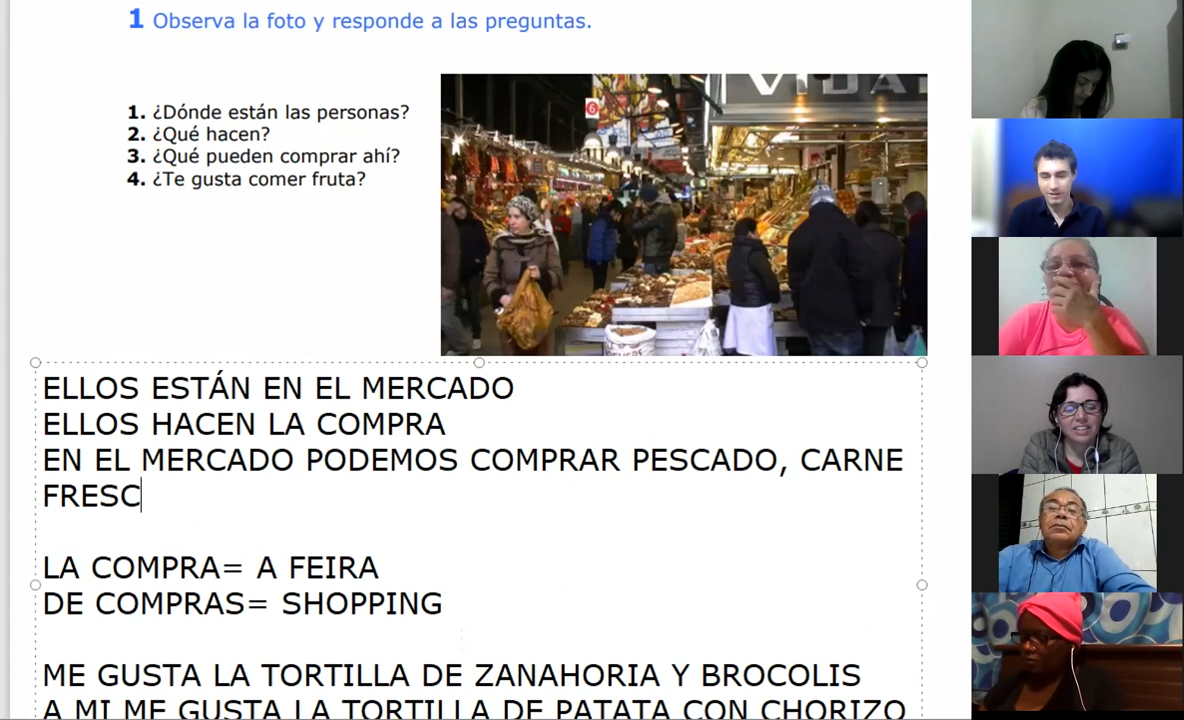 1 Observa la foto y responde a las preguntas.
1. ¿Dónde están las personas?
2. ¿Qué hacen?
3. ¿Qué pueden comprar ahí?
4. ¿Te gusta comer fruta?
VIDAL
6
ELLOS ESTÁN EN EL MERCADO
ELLOS HACEN LA COMPRA
EN EL MERCADO PODEMOS COMPRAR PESCADO, CARNE
FRESC
LA COMPRA= A FEIRA
DE COMPRAS= SHOPPING
ME GUSTA LA TORTILLA DE ZANAHORIA Y BROCOLIS
A MI ME GUSTA LA TORTILLA DE PATATA CON CHORIZO